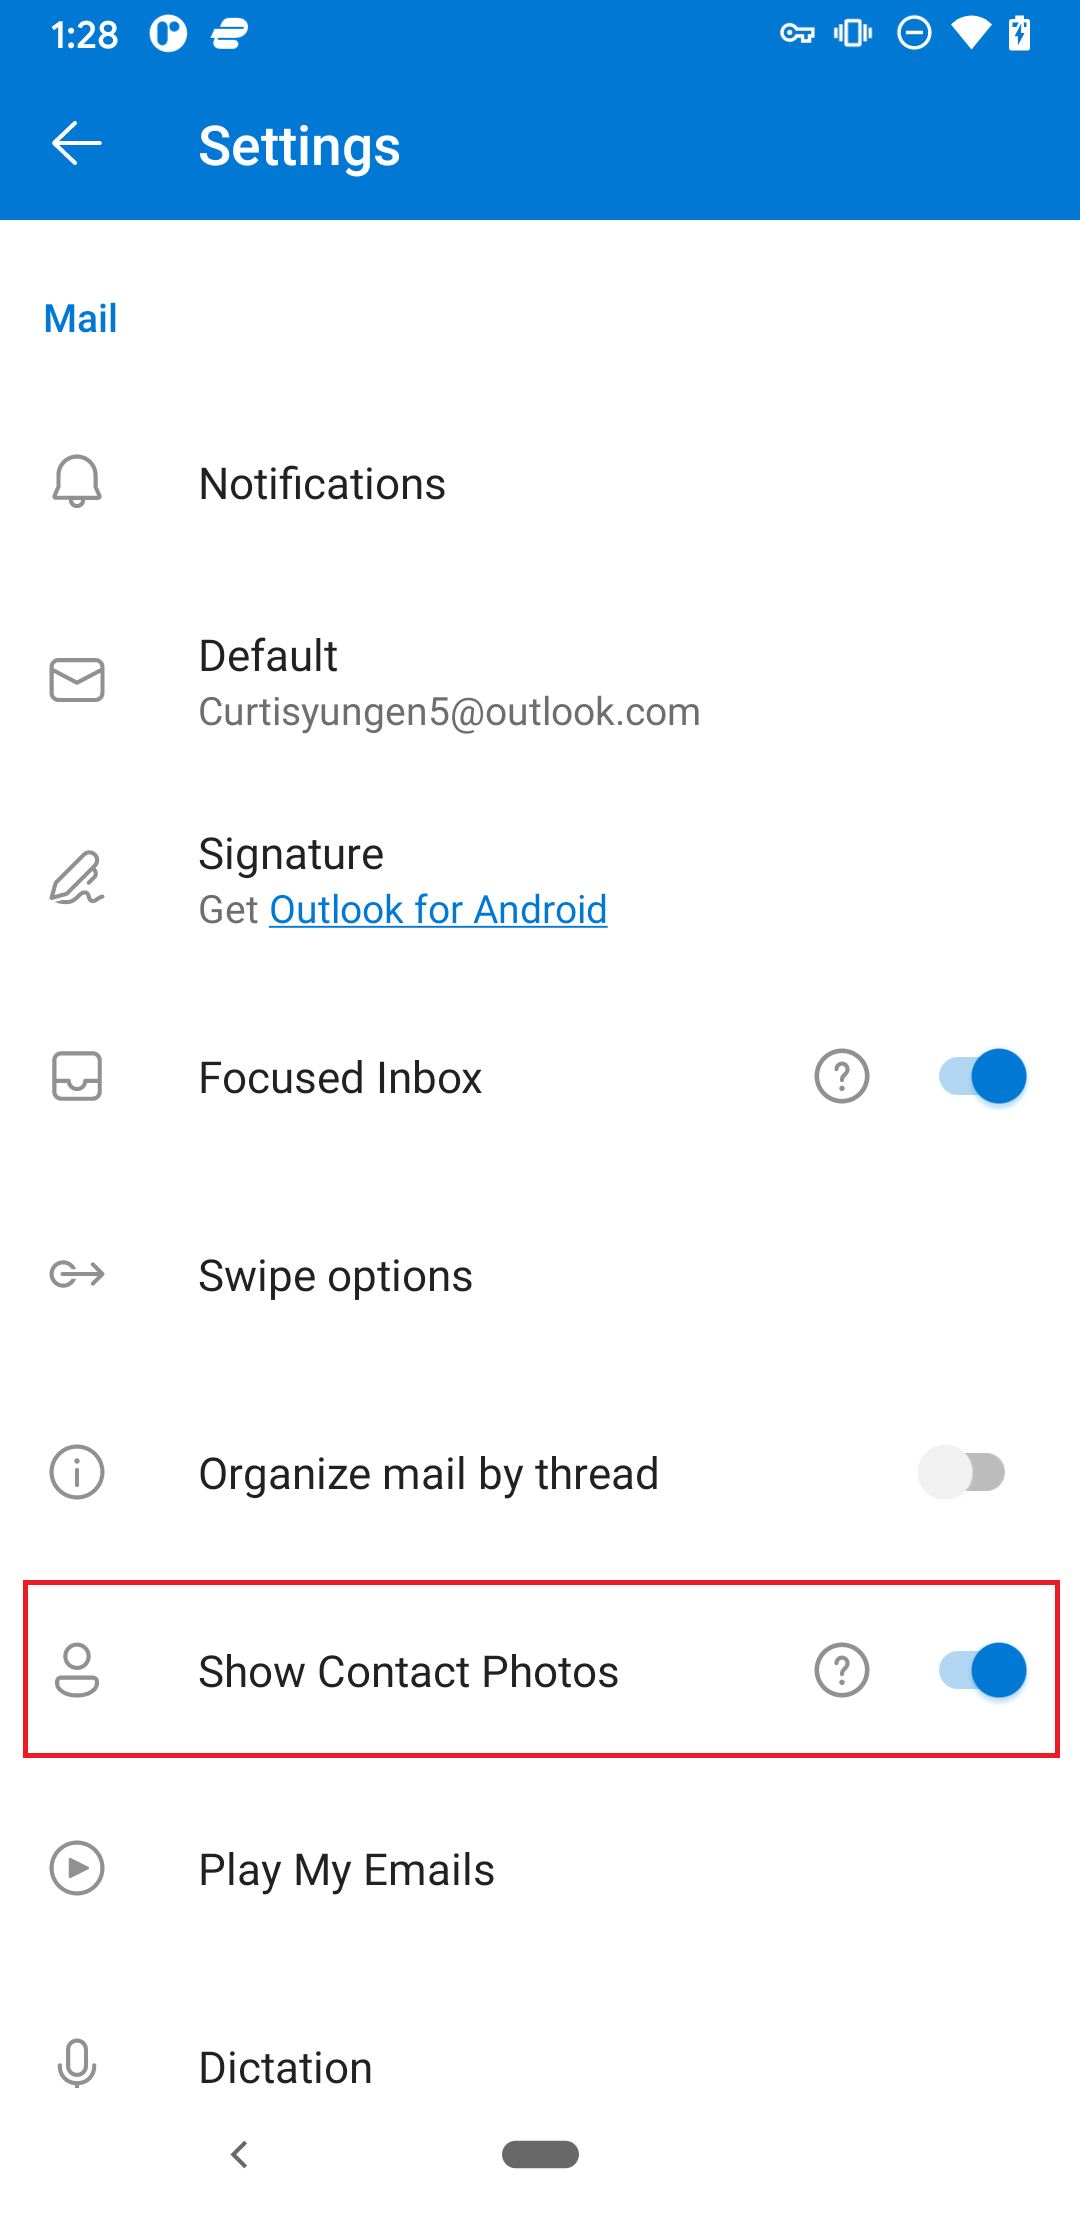 1:28
Settings
Mail
Notifications
Default
Curtisyungen5@outlook.com
Signature
Get Outlook for Android
Focused Inbox
Swipe options
Organize mail by thread
Show Contact Photos
Play My Emails
Dictation